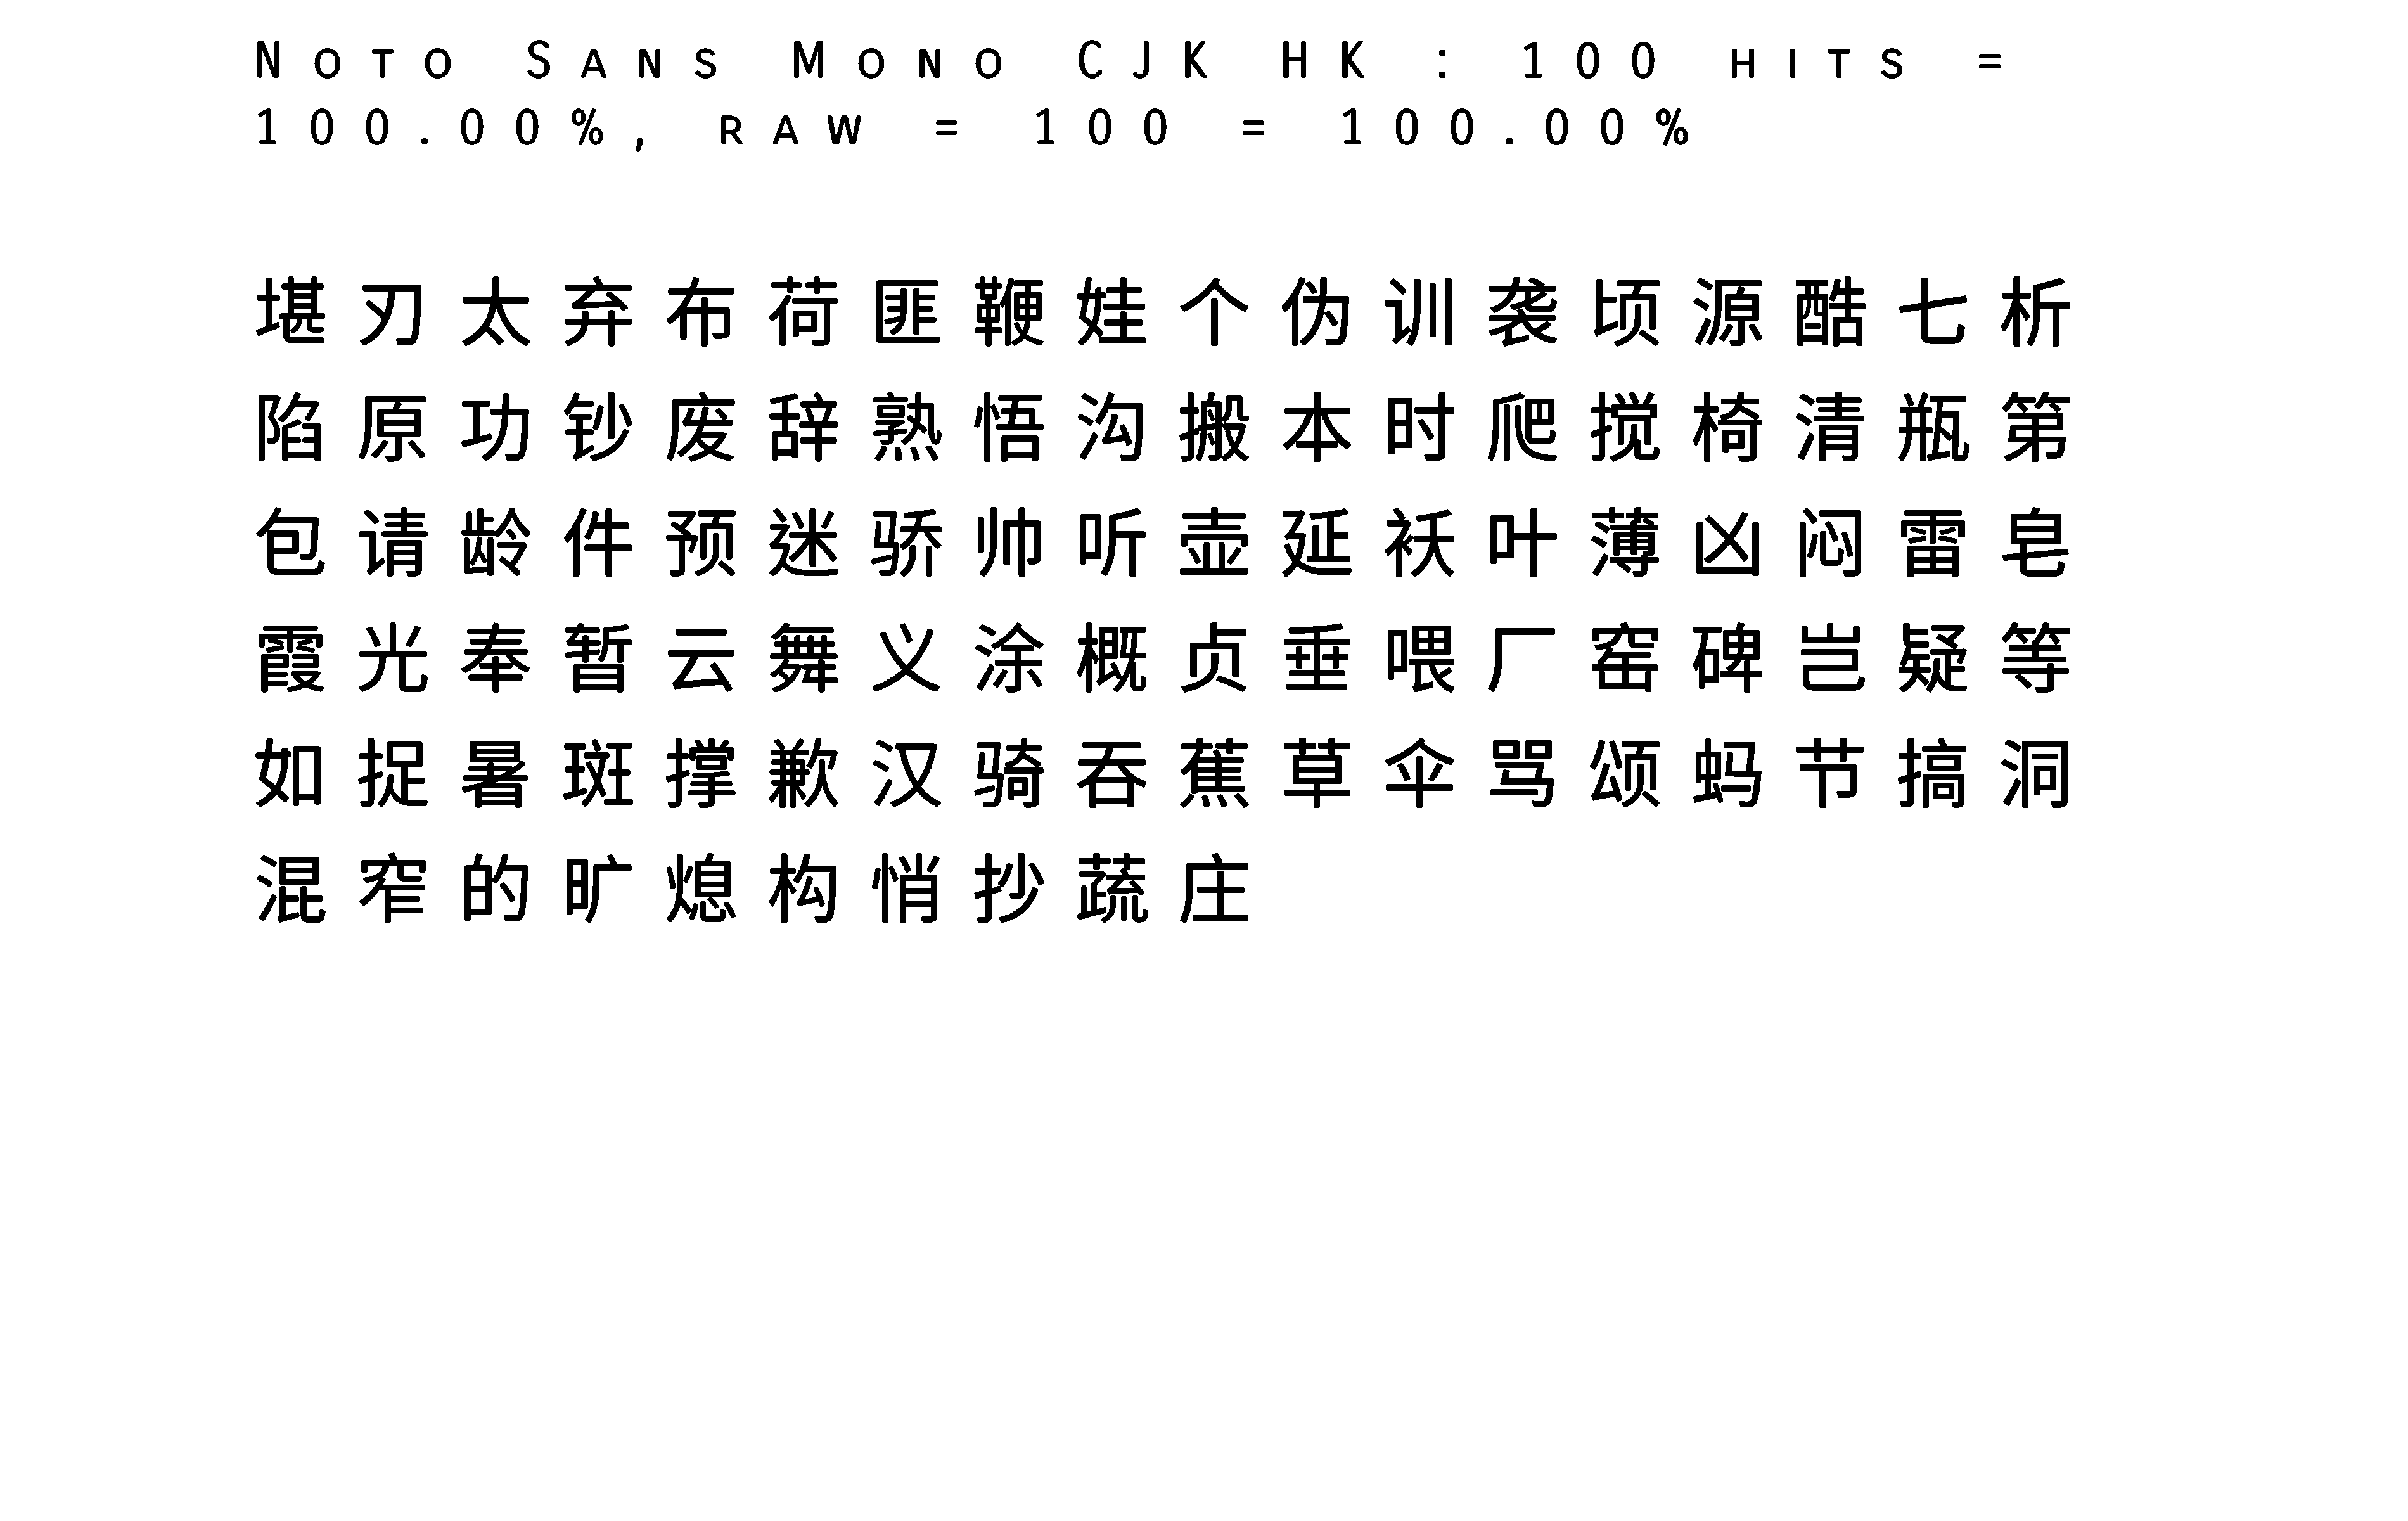 Noto Sans Mono CJK HK : 100 hits =
100.00%, raw = 100 = 100.00%
堪刃太弃布荷匪鞭娃个伪训袭顷源酷七析
陷原功钞废辞熟悟沟搬本时爬搅椅清瓶第
包请龄件预迷骄帅听壶延袄叶薄凶闷雷皂
霞光奉暂云舞义涂概贞垂喂厂窑碑岂疑等
如捉暑斑撑歉汉骑吞蕉草伞骂颂蚂节搞洞
混窄的旷熄构悄抄蔬庄